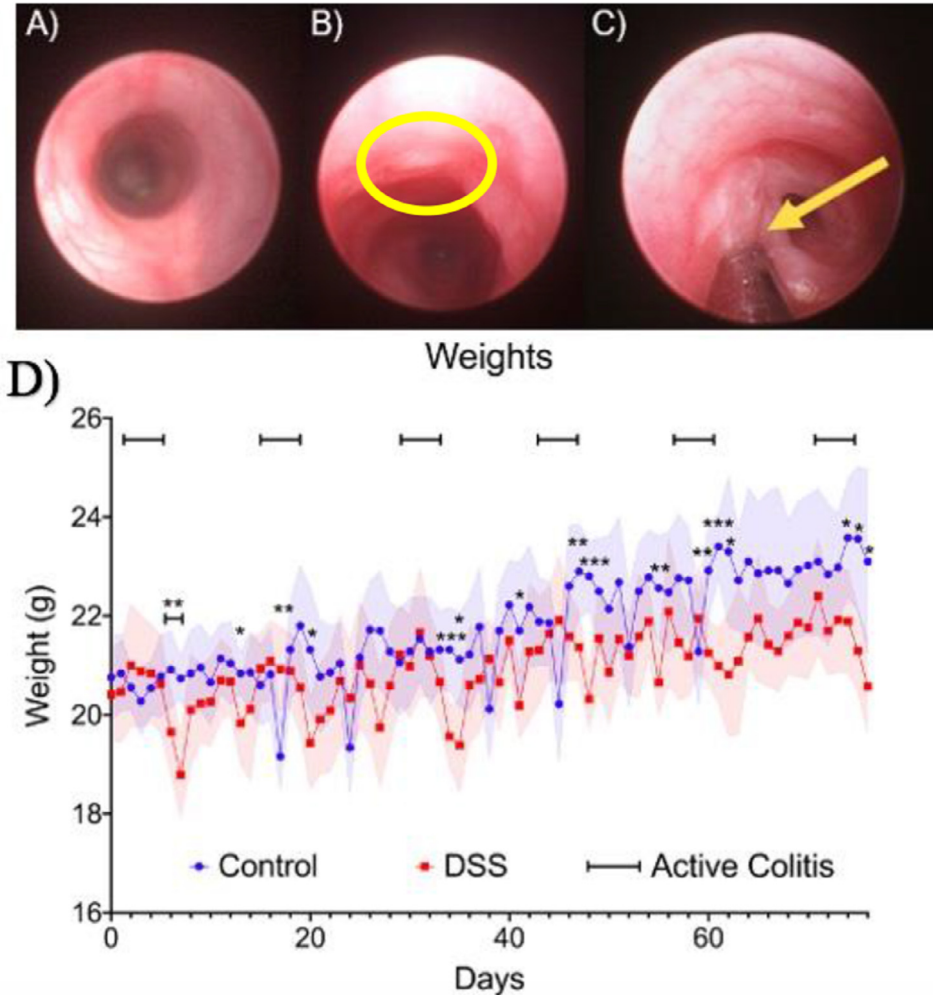 A) B) C)
Weights
D)
26
24
22
20
18
16
Weight (g)
** * ** * * *** * ** *** ** ** *** * * * *
Control DSS Active Colitis
0 20 40 60
Days